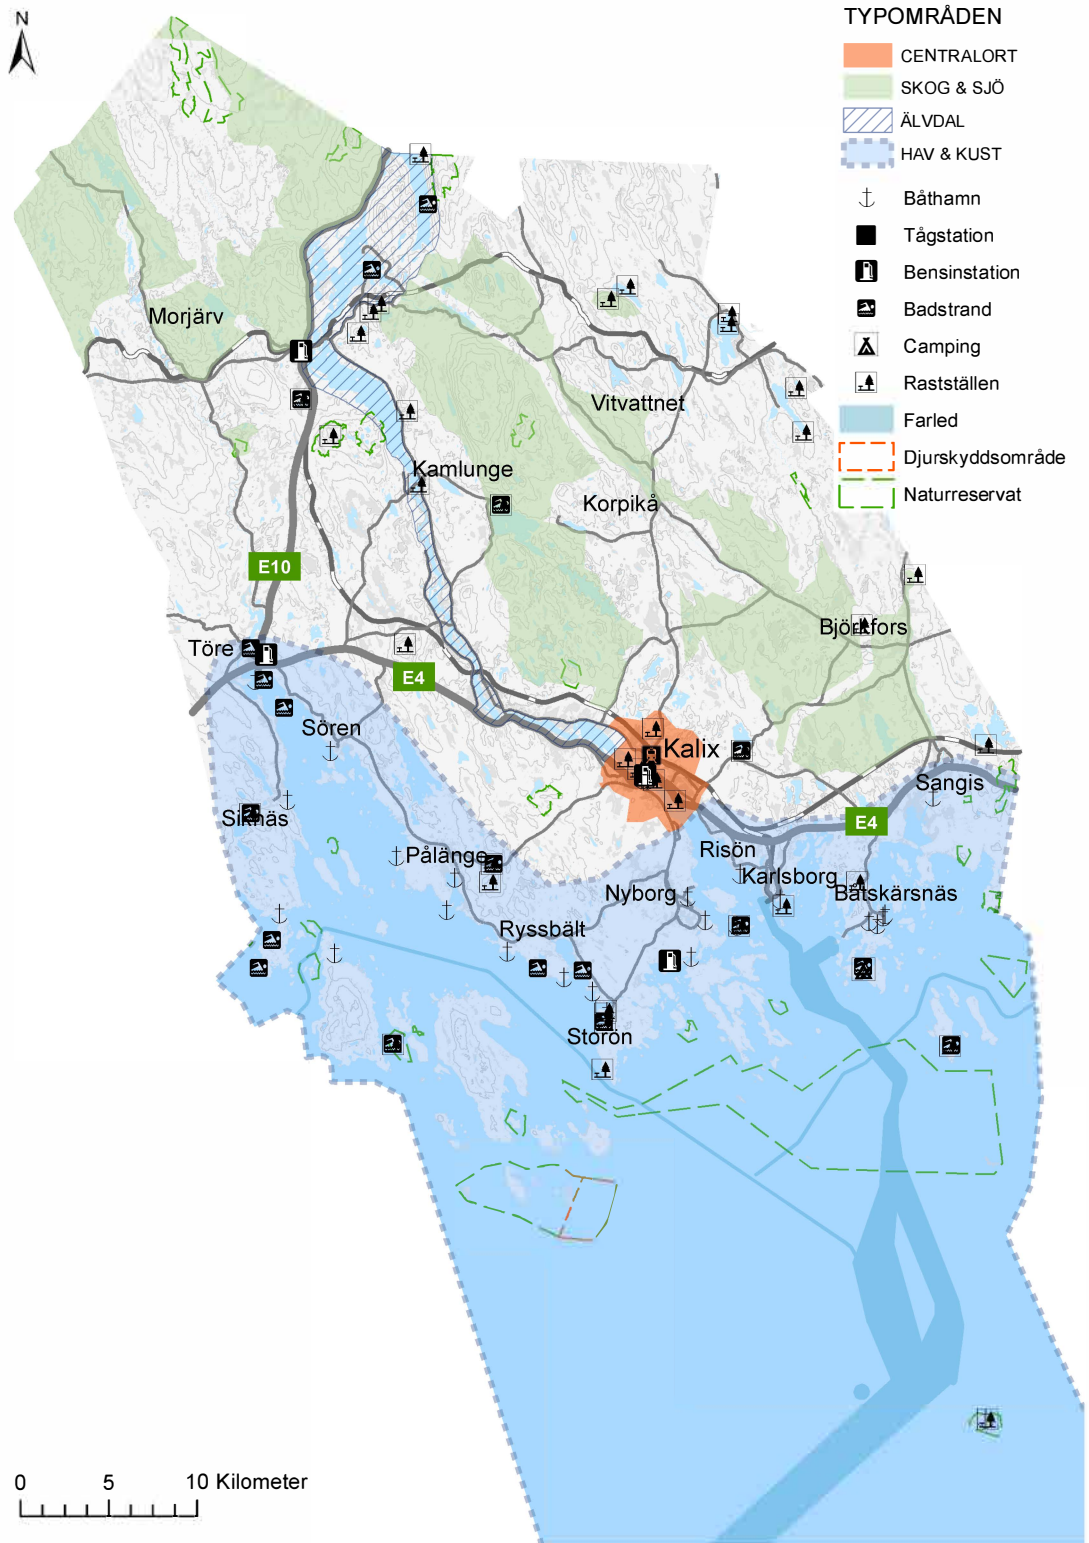 N
TYPOMRÅDEN
CENTRALORT
SKOG & SJÖ
ÄLVDAL
HAV & KUST
Båthamn
Tågstation
Bensinstation
Badstrand
Camping
Rastställen
Farled
Djurskyddsområde
Naturreservat
Morjärv
Vitvattnet
Kamlunge
Korpikå
E10
Björkfors
Töre
E4
Sören
Kalix
Sangis
Siknäs
E4
Risön
Pålänge
Karlsborg
Nyborg
Båtskärsnäs
Ryssbält
Storön
0 5 10 Kilometer